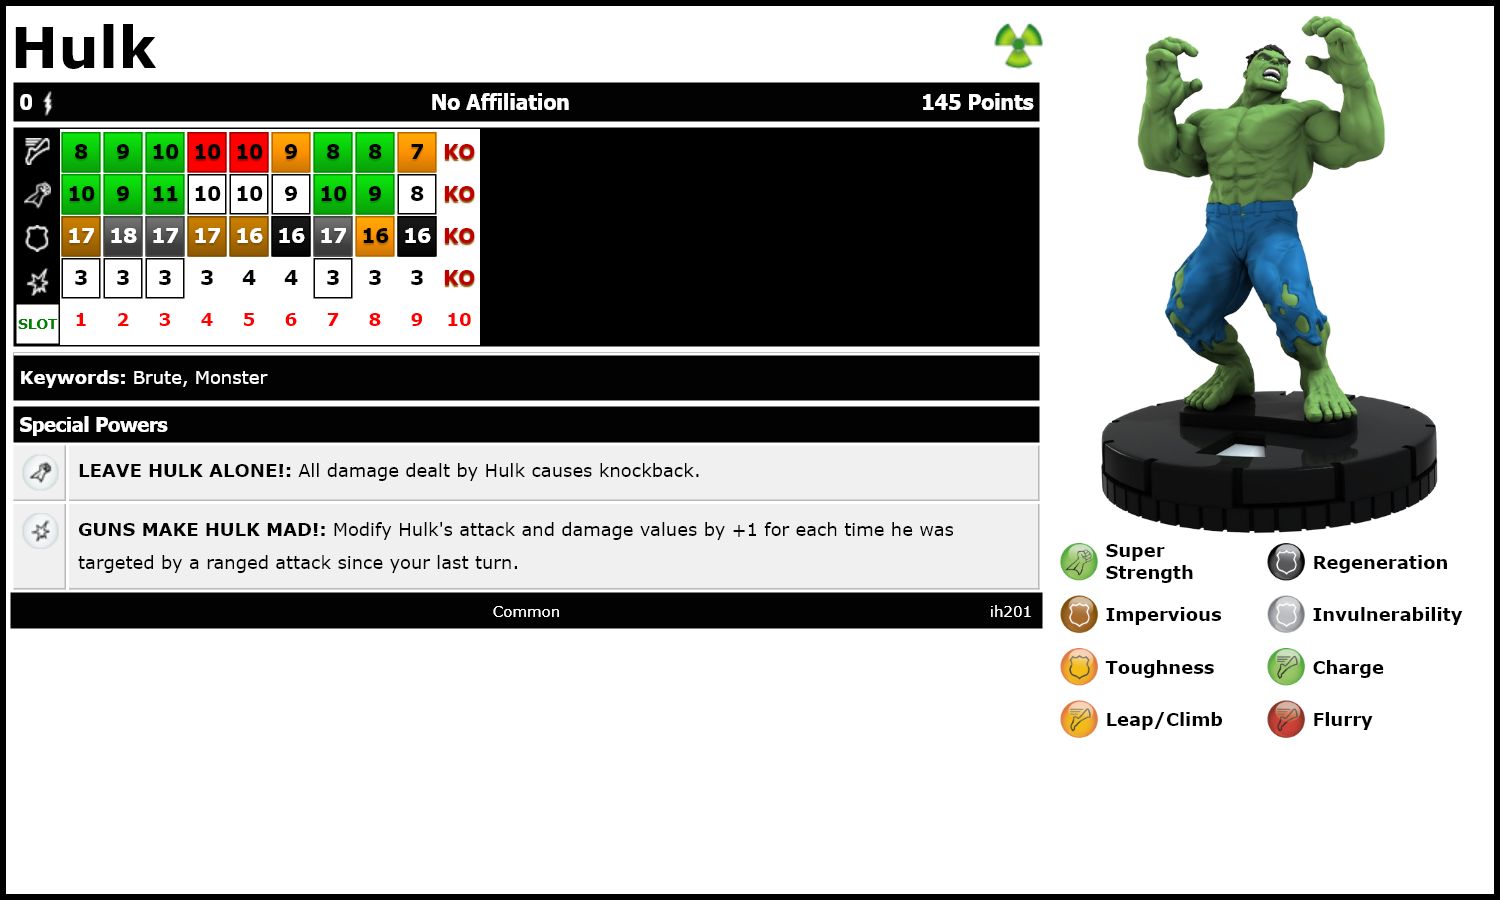 Hulk
0 No Affiliation 145 Points
8 9 10 10 10 9 8 8 7 KO
10 9 11 10 10 9 10 9 8 KO
17 18 17 17 16 16 17 16 16 KO
3 3 3 3 4 4 3 3 3 KO
SLOT 1 2 3 4 5 6 7 8 9 10
Keywords: Brute, Monster
Special Powers
LEAVE HULK ALONE!: All damage dealt by Hulk causes knockback.
GUNS MAKE HULK MAD!: Modify Hulk's attack and damage values by +1 for each time he was
targeted by a ranged attack since your last turn.
Common ih201
Super
Strength
Regeneration
Impervious
Invulnerability
Toughness
Charge
Leap/Climb
Flurry